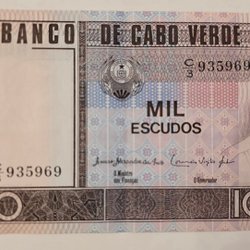 BANCO DE CABO VERDE
C/3 935969
MIL
ESCUDOS
O Ministro das Finanças
O Governador
935969